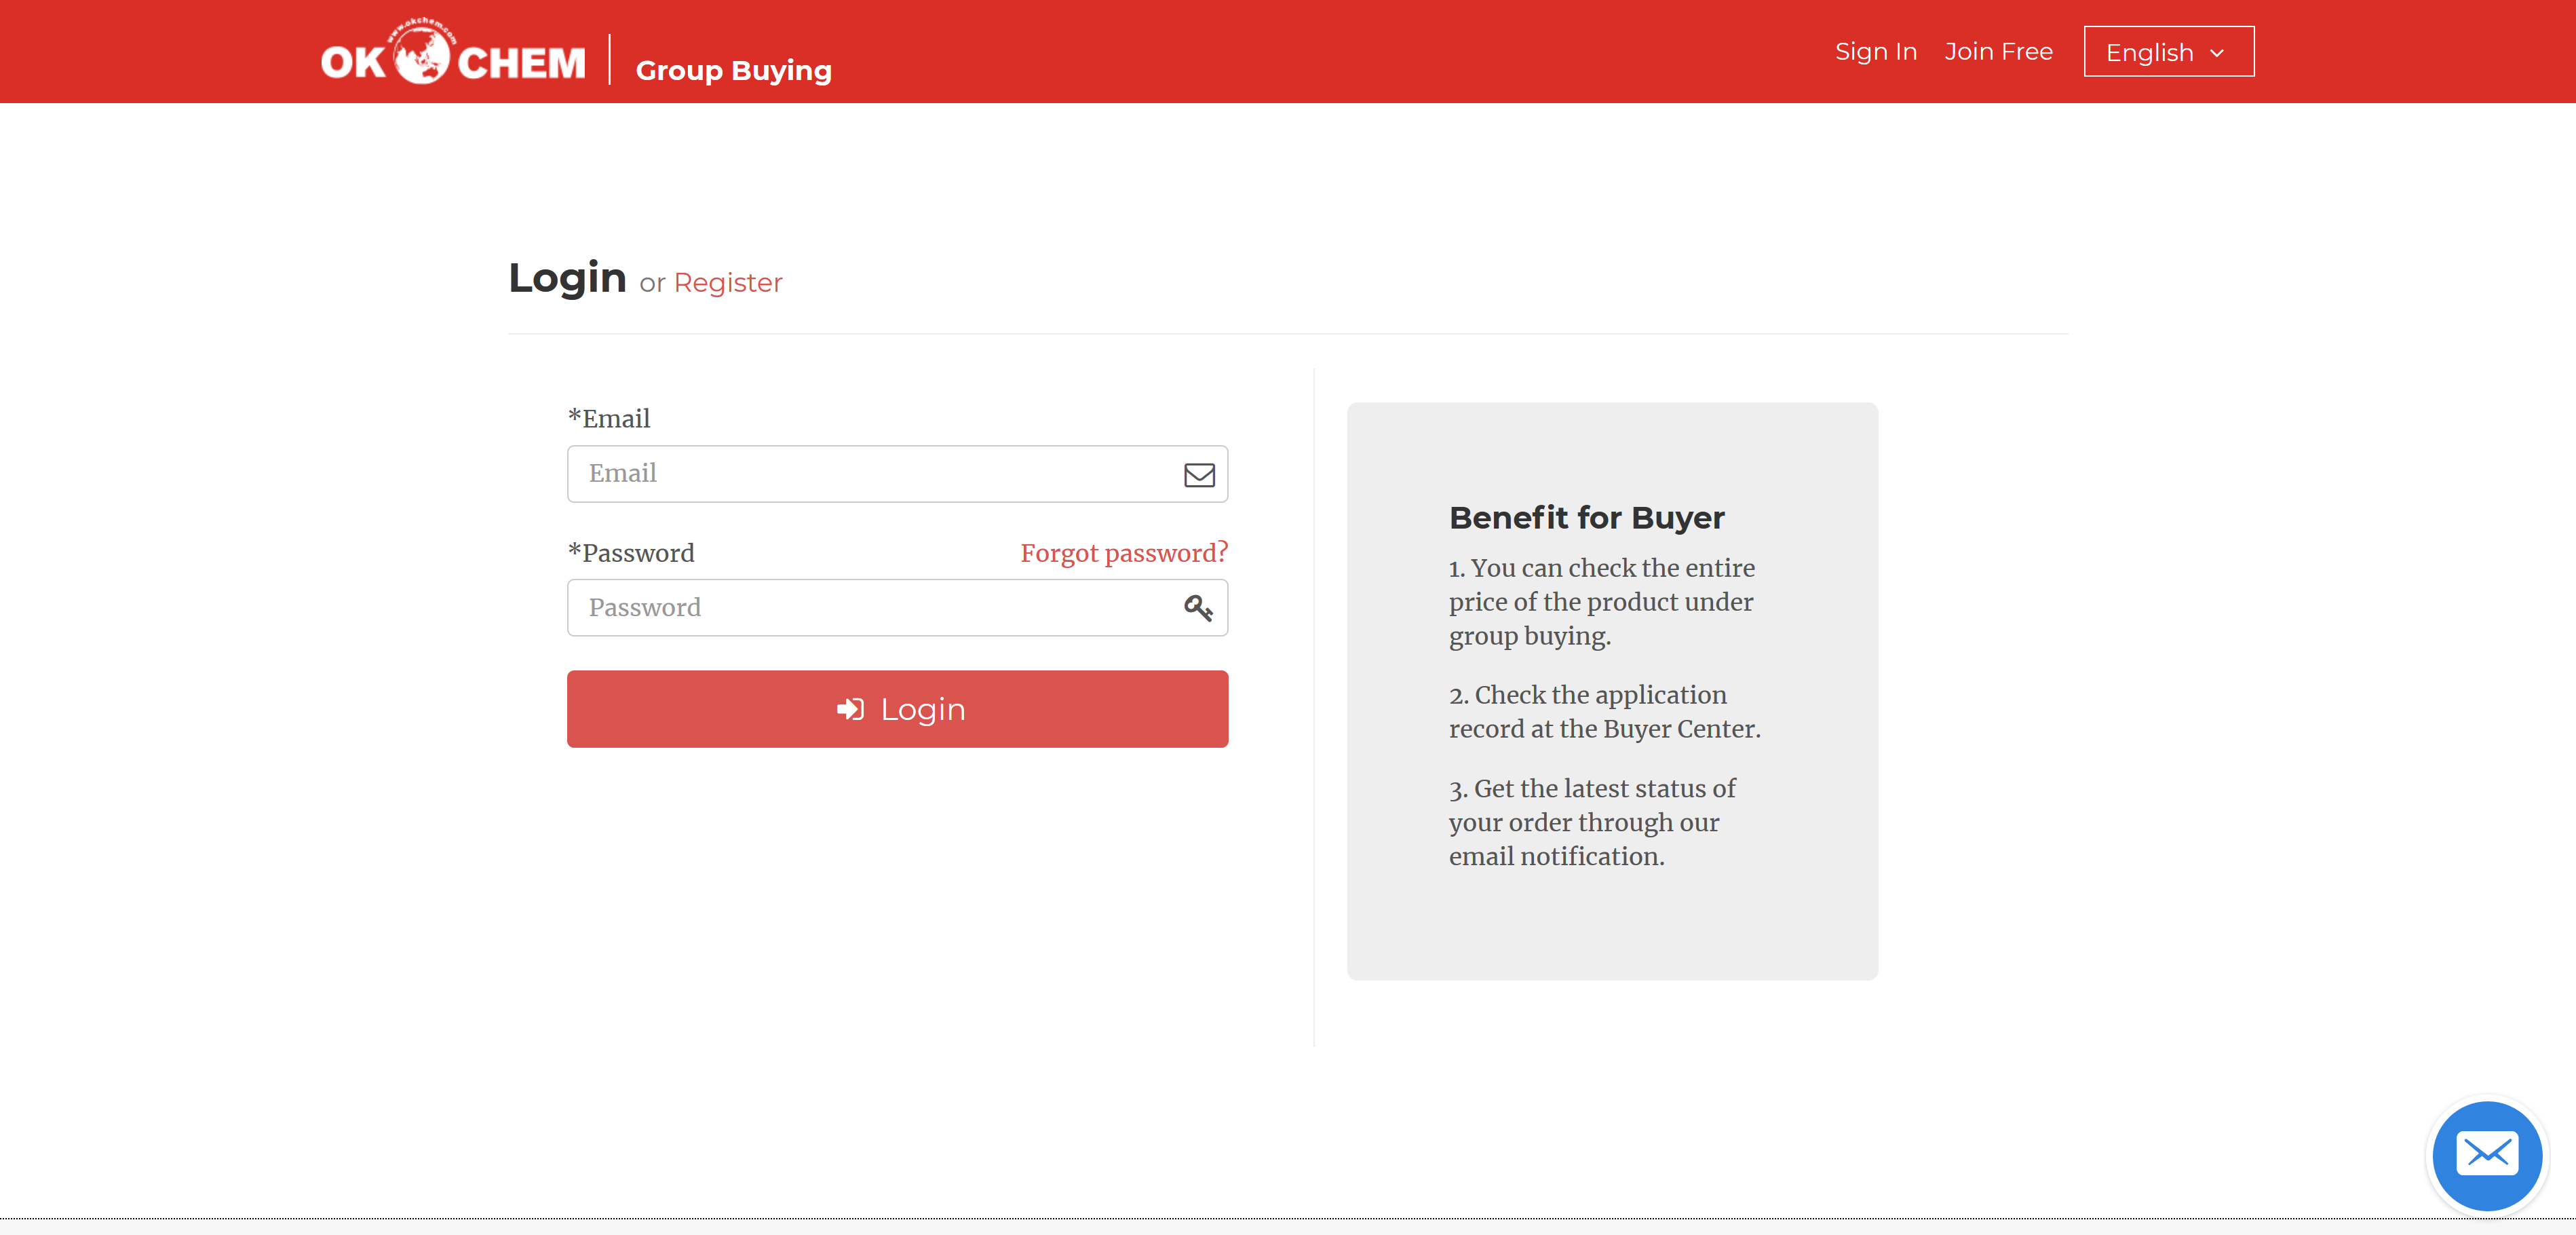 www.okchem.com
OK CHEM
Group Buying
Sign In
Join Free
English
Login or Register
*Email
Email
*Password
Forgot password?
Password
Login
Benefit for Buyer
1. You can check the entire
price of the product under
group buying.
2. Check the application
record at the Buyer Center.
3. Get the latest status of
your order through our
email notification.